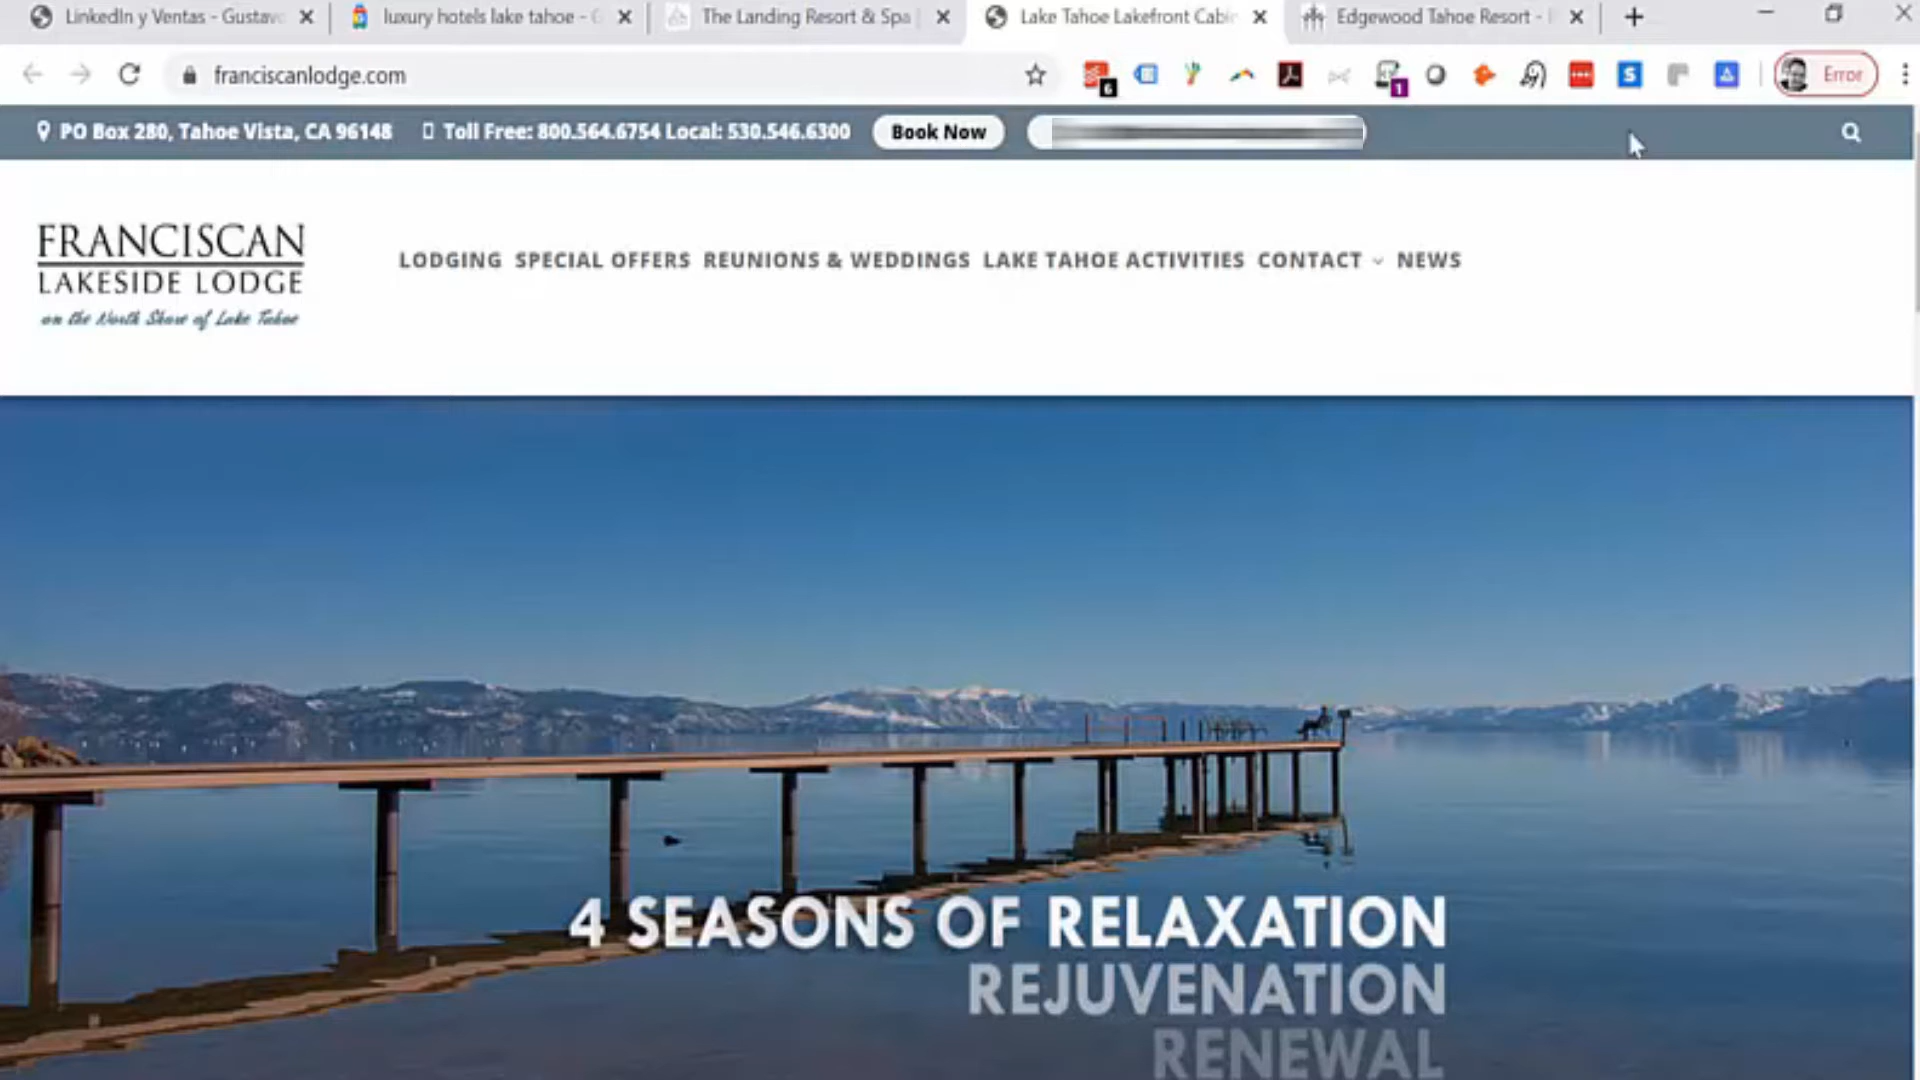 LinkedIn y Ventas - Gustavo
luxury hotels lake tahoe - G
The Landing Resort & Spa |
Lake Tahoe Lakefront Cabin
Edgewood Tahoe Resort -
franciscanlodge.com
6
1
S
Error
PO Box 280, Tahoe Vista, CA 96148
Toll Free: 800.564.6754 Local: 530.546.6300
Book Now
FRANCISCAN
LAKESIDE LODGE
on the North Shore of Lake Tahoe
LODGING SPECIAL OFFERS REUNIONS & WEDDINGS LAKE TAHOE ACTIVITIES CONTACT NEWS
4 SEASONS OF RELAXATION
REJUVENATION
RENEWAL